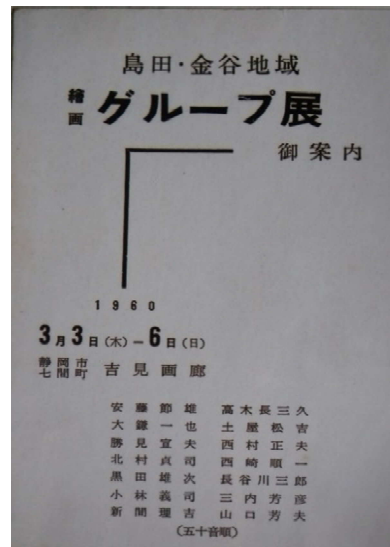 島田・金谷地域
繪画 グループ展
御案内
1960
3月3日(木)―6日(日)
静岡市七間町 吉見画廊
安藤節雄 高木長三久
大鎌一也 土屋松吉
勝見宜夫 西村正夫
北村貞司 西崎順一
黒田雄次 長谷川三郎
小林義司 三内芳彦
新間理吉 山口芳夫
(五十音順)